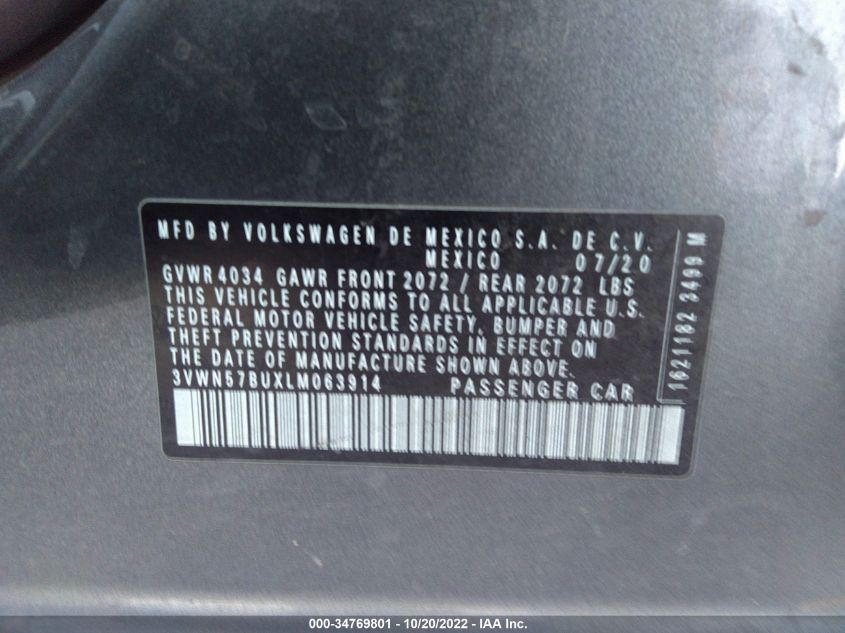 MFD BY VOLKSWAGEN DE MEXICO S.A. DE C.V.
MEXICO 07/20
GVWR 4034 GAWR FRONT 2072 / REAR 2072 LBS
THIS VEHICLE CONFORMS TO ALL APPLICABLE U.S.
FEDERAL MOTOR VEHICLE SAFETY, BUMPER AND
THEFT PREVENTION STANDARDS IN EFFECT ON
THE DATE OF MANUFACTURE SHOWN ABOVE.
3VWN57BUXLM063914 PASSENGER CAR
1621182 3499 M
000-34769801 - 10/20/2022 - IAA Inc.